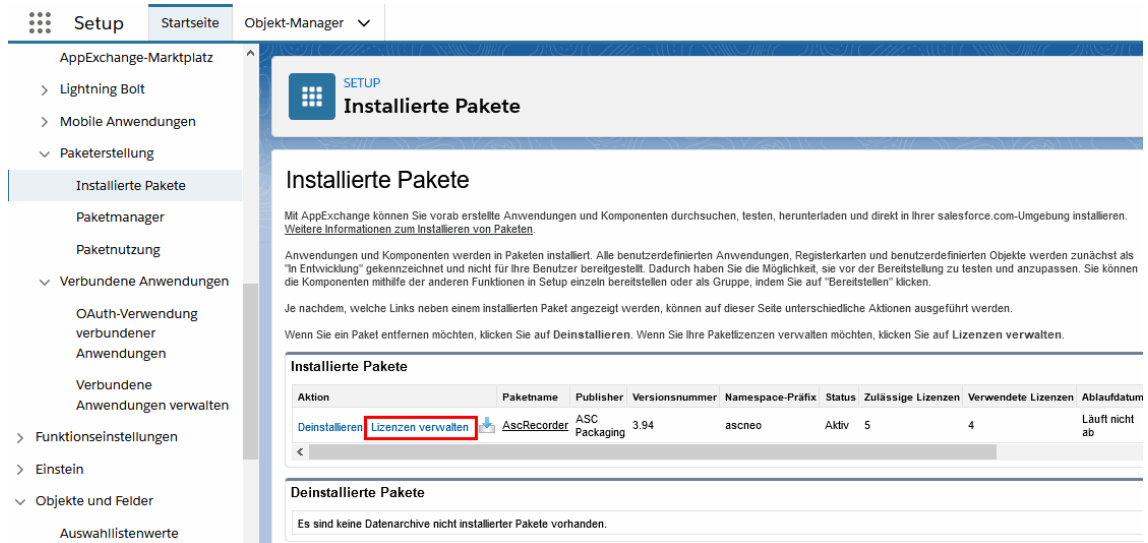 Setup
Startseite
Objekt-Manager
AppExchange-Marktplatz
Lightning Bolt
Mobile Anwendungen
Paketerstellung
Installierte Pakete
Paketmanager
Paketnutzung
Verbundene Anwendungen
OAuth-Verwendung
verbundener
Anwendungen
Verbundene
Anwendungen verwalten
Funktionseinstellungen
Einstein
Objekte und Felder
Auswahllistenwerte
SETUP
Installierte Pakete
Installierte Pakete
Mit AppExchange können Sie vorab erstellte Anwendungen und Komponenten durchsuchen, testen, herunterladen und direkt in Ihrer salesforce.com-Umgebung installieren.
Weitere Informationen zum Installieren von Paketen.
Anwendungen und Komponenten werden in Paketen installiert. Alle benutzerdefinierten Anwendungen, Registerkarten und benutzerdefinierten Objekte werden zunächst als
"In Entwicklung" gekennzeichnet und nicht für Ihre Benutzer bereitgestellt. Dadurch haben Sie die Möglichkeit, sie vor der Bereitstellung zu testen und anzupassen. Sie können
die Komponenten mithilfe der anderen Funktionen in Setup einzeln bereitstellen oder als Gruppe, indem Sie auf "Bereitstellen" klicken.
Je nachdem, welche Links neben einem installierten Paket angezeigt werden, können auf dieser Seite unterschiedliche Aktionen ausgeführt werden.
Wenn Sie ein Paket entfernen möchten, klicken Sie auf Deinstallieren. Wenn Sie Ihre Paketlizenzen verwalten möchten, klicken Sie auf Lizenzen verwalten.
Installierte Pakete
Aktion Paketname Publisher Versionsnummer Namespace-Präfix Status Zulässige Lizenzen Verwendete Lizenzen Ablaufdatum
Deinstallieren Lizenzen verwalten AscRecorder ASC Packaging 3.94 ascneo Aktiv 5 4 Läuft nicht ab
Deinstallierte Pakete
Es sind keine Datenarchive nicht installierter Pakete vorhanden.